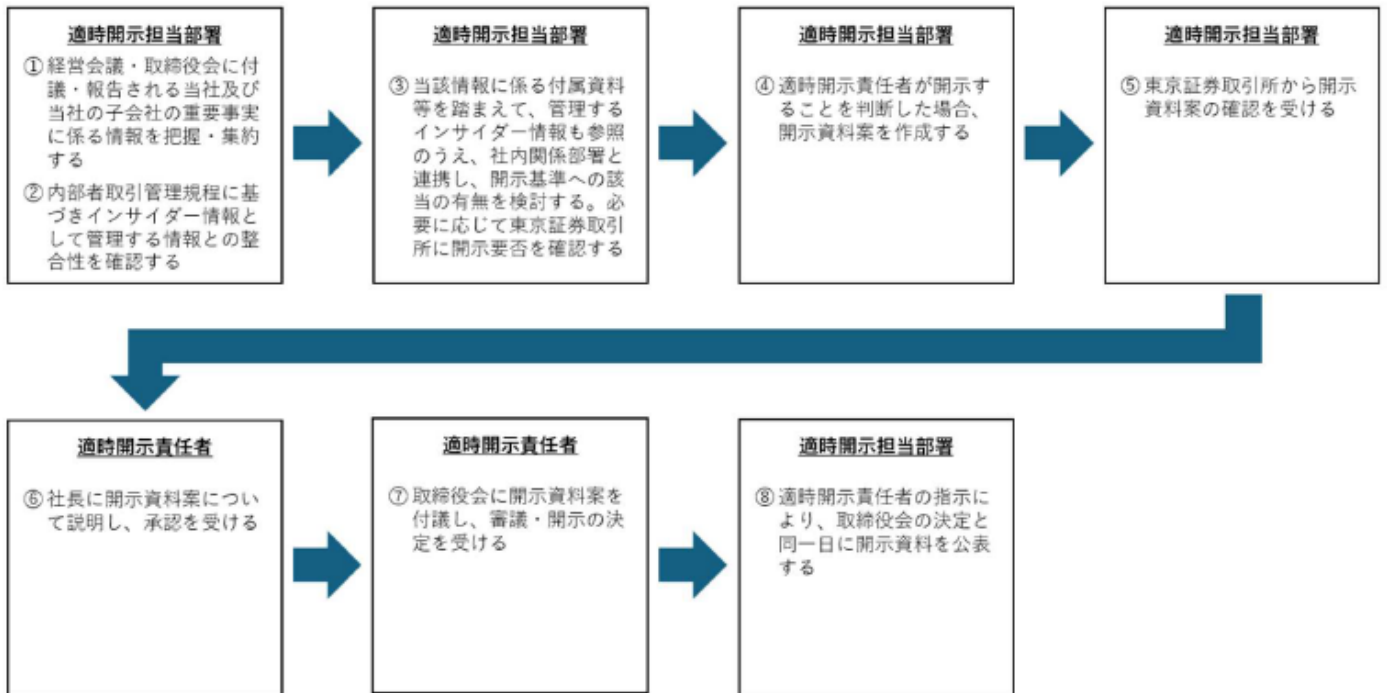 適時開示担当部署
①経営会議・取締役会に付
議・報告される当社及び
当社の子会社の重要事実
に係る情報を把握・集約
する
②内部者取引管理規程に基
づきインサイダー情報と
して管理する情報との整
合性を確認する
適時開示担当部署
③当該情報に係る付属資料
等を踏まえて、管理する
インサイダー情報も参照
のうえ、社内関係部署と
連携し、開示基準への該
当の有無を検討する。必
要に応じて東京証券取引
所に開示要否を確認する
適時開示担当部署
④適時開示責任者が開示す
ることを判断した場合、
開示資料案を作成する
適時開示担当部署
⑤東京証券取引所から開示
資料案の確認を受ける
適時開示責任者
⑥社長に開示資料案につい
て説明し、承認を受ける
適時開示責任者
⑦取締役会に開示資料案を
付議し、審議・開示の決
定を受ける
適時開示担当部署
⑧適時開示責任者の指示に
より、取締役会の決定と
同一日に開示資料を公表
する